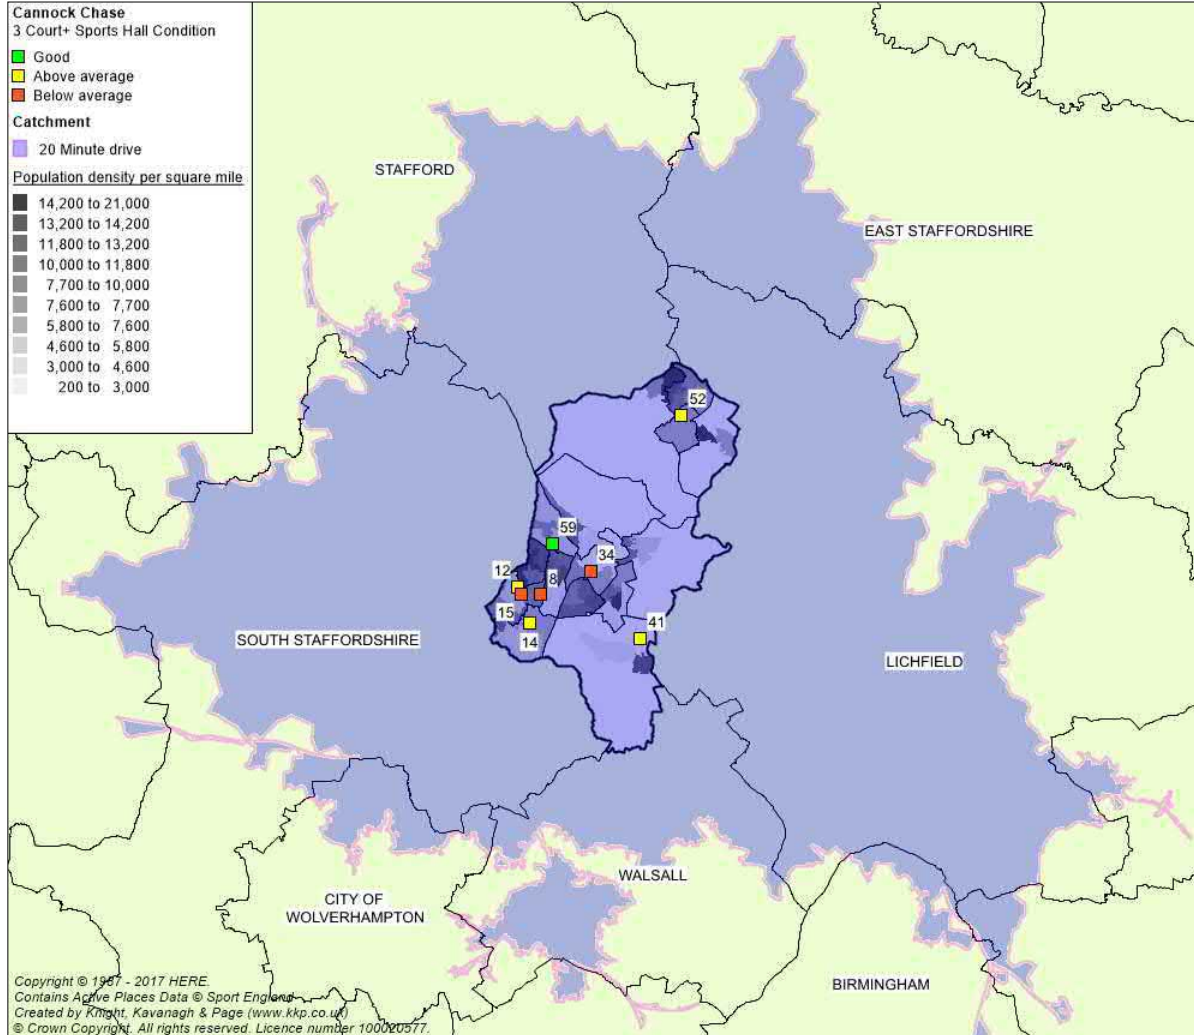 Cannock Chase
3 Court+ Sports Hall Condition
Good
Above average
Below average
Catchment
20 Minute drive
Population density per square mile
14,200 to 21,000
13,200 to 14,200
11,800 to 13,200
10,000 to 11,800
7,700 to 10,000
7,600 to 7,700
5,800 to 7,600
4,600 to 5,800
3,000 to 4,600
200 to 3,000
STAFFORD
EAST STAFFORDSHIRE
52
59
34
12
8
15
14
41
SOUTH STAFFORDSHIRE
LICHFIELD
WALSALL
CITY OF
WOLVERHAMPTON
BIRMINGHAM
Copyright © 1987 - 2017 HERE.
Contains Active Places Data © Sport England
Created by Knight, Kavanagh & Page (www.kkp.co.uk)
© Crown Copyright. All rights reserved. Licence number 100020577.